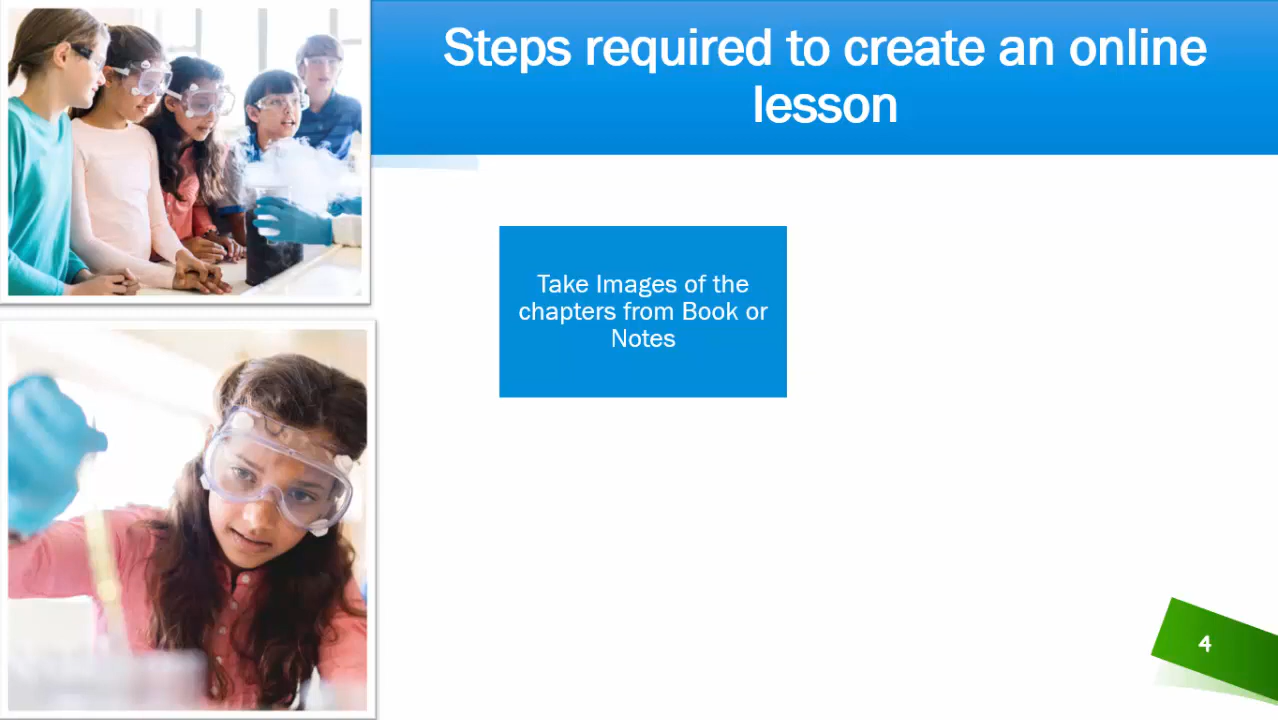 Steps required to create an online
lesson
Take Images of the
chapters from Book or
Notes
4